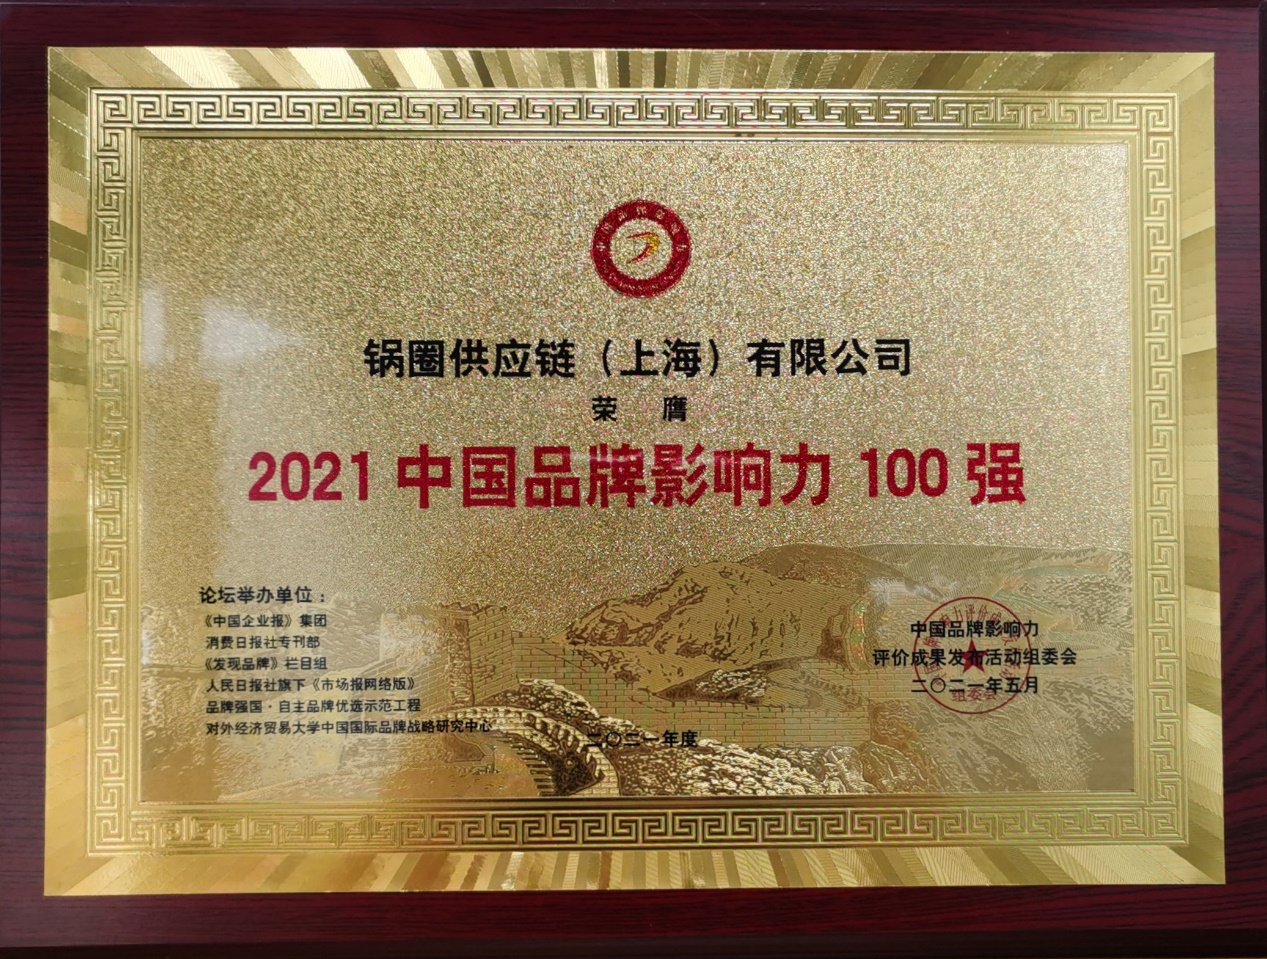 锅圈供应链（上海）有限公司
荣 膺
2021 中国品牌影响力 100 强
论坛举办单位：
《中国企业报》集团
消费日报社专刊部
《发现品牌》栏目组
人民日报社旗下《市场报网络版》
品牌强国·自主品牌优选示范工程
对外经济贸易大学中国国际品牌战略研究中心
二〇二一年度
中国品牌影响力
评价成果发布活动组委会
二〇二一年五月